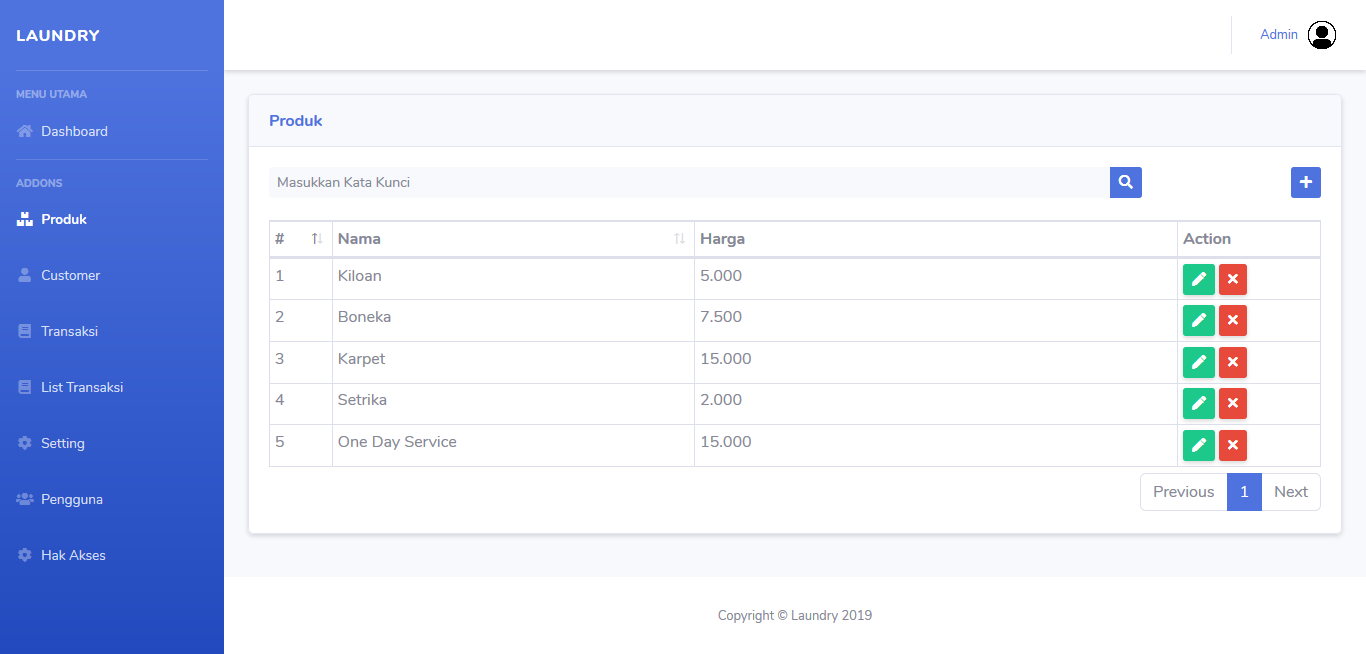 LAUNDRY
Admin
MENU UTAMA
Dashboard
ADDONS
Produk
Customer
Transaksi
List Transaksi
Setting
Pengguna
Hak Akses
Produk
Masukkan Kata Kunci
# Nama Harga Action
1 Kiloan 5.000
2 Boneka 7.500
3 Karpet 15.000
4 Setrika 2.000
5 One Day Service 15.000
Previous 1 Next
Copyright © Laundry 2019